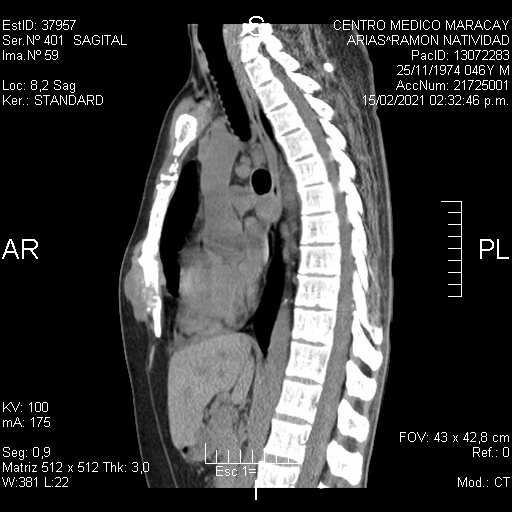 EstID: 37957
Ser.Nº 401 SAGITAL
Ima.Nº 59
Loc: 8,2 Sag
Ker.: STANDARD
CENTRO MEDICO MARACAY
ARIAS^RAMON NATIVIDAD
PacID: 13072283
25/11/1974 046Y M
AccNum: 21725001
15/02/2021 02:32:46 p.m.
AR
PL
KV: 100
mA: 175
Seg: 0,9
Matriz 512 x 512 Thk: 3,0
W:381 L:22
Esc 1=
FOV: 43 x 42,8 cm
Ref.: 0
Mod.: CT